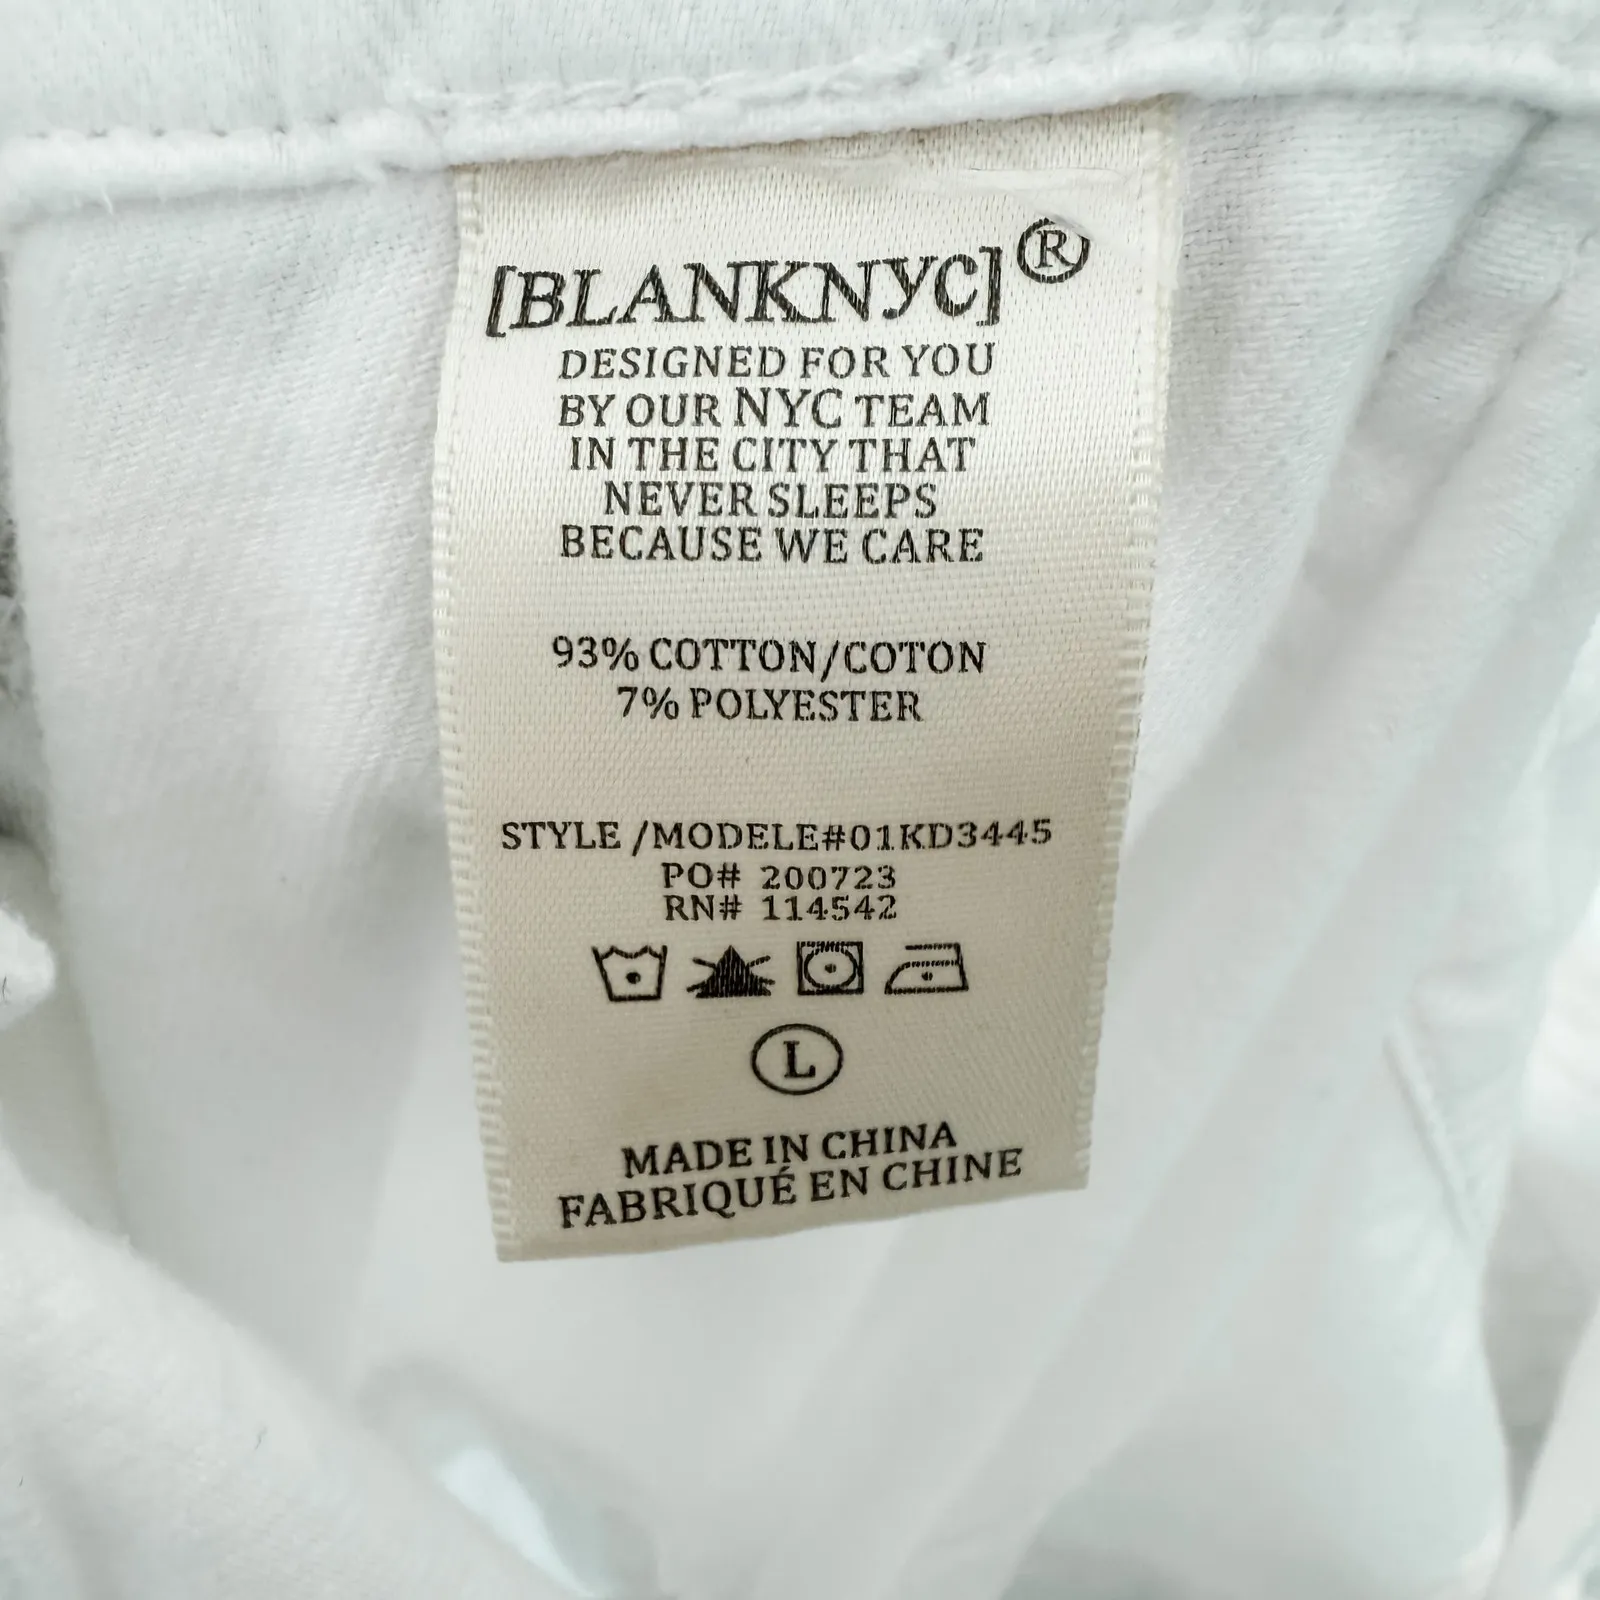 [BLANKNYC]®
DESIGNED FOR YOU
BY OUR NYC TEAM
IN THE CITY THAT
NEVER SLEEPS
BECAUSE WE CARE
93% COTTON/COTON
7% POLYESTER
STYLE /MODELE#01KD3445
PO# 200723
RN# 114542
L
MADE IN CHINA
FABRIQUÉ EN CHINE